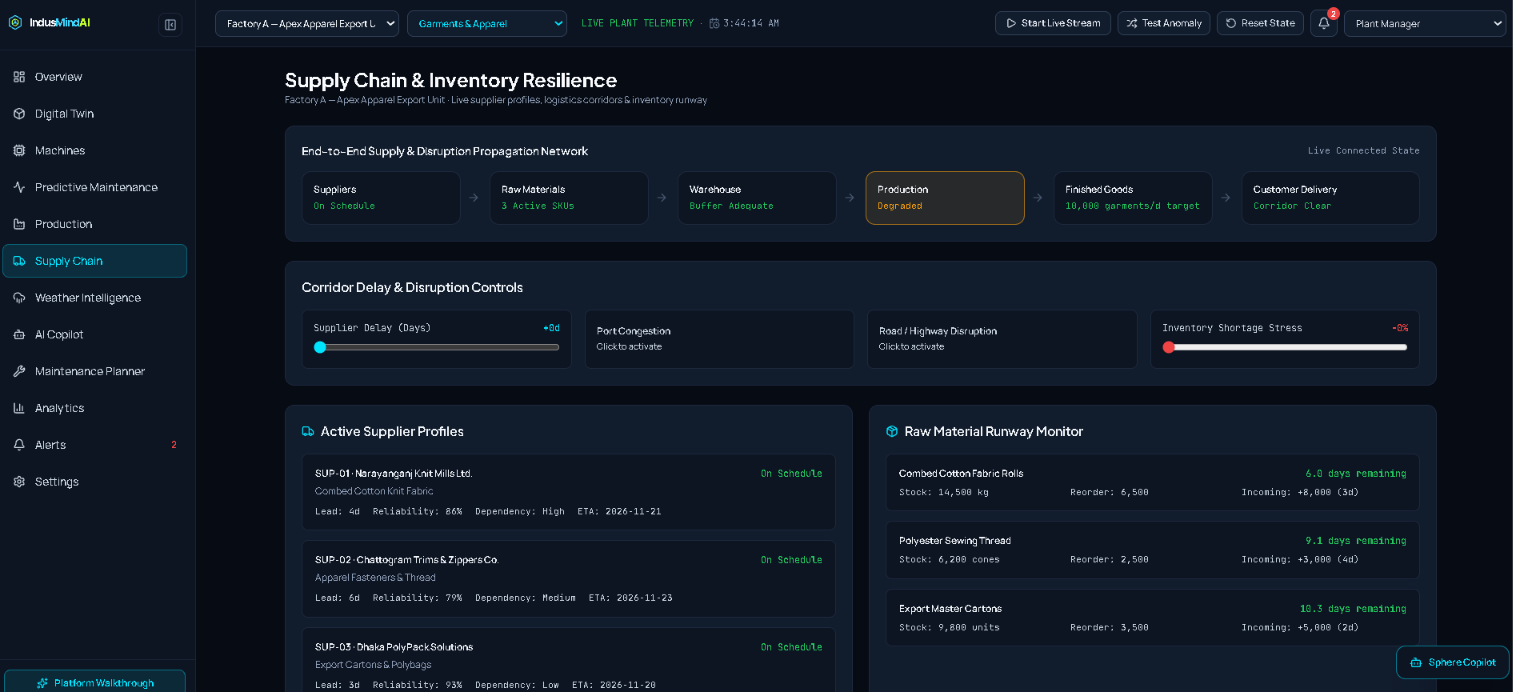 IndusMindAI
Factory A — Apex Apparel Export U
Garments & Apparel
LIVE PLANT TELEMETRY · 3:44:14 AM
Start Live Stream
Test Anomaly
Reset State
2
Plant Manager
Overview
Digital Twin
Machines
Predictive Maintenance
Production
Supply Chain
Weather Intelligence
AI Copilot
Maintenance Planner
Analytics
Alerts 2
Settings
Platform Walkthrough
Supply Chain & Inventory Resilience
Factory A — Apex Apparel Export Unit · Live supplier profiles, logistics corridors & inventory runway
End-to-End Supply & Disruption Propagation Network
Live Connected State
Suppliers
On Schedule
Raw Materials
3 Active SKUs
Warehouse
Buffer Adequate
Production
Degraded
Finished Goods
10,000 garments/d target
Customer Delivery
Corridor Clear
Corridor Delay & Disruption Controls
Supplier Delay (Days) +0d
Port Congestion
Click to activate
Road / Highway Disruption
Click to activate
Inventory Shortage Stress -0%
Active Supplier Profiles
SUP-01 · Narayanganj Knit Mills Ltd. On Schedule
Combed Cotton Knit Fabric
Lead: 4d Reliability: 86% Dependency: High ETA: 2026-11-21
SUP-02 · Chattogram Trims & Zippers Co. On Schedule
Apparel Fasteners & Thread
Lead: 6d Reliability: 79% Dependency: Medium ETA: 2026-11-23
SUP-03 · Dhaka PolyPack Solutions On Schedule
Export Cartons & Polybags
Lead: 3d Reliability: 93% Dependency: Low ETA: 2026-11-20
Raw Material Runway Monitor
Combed Cotton Fabric Rolls 6.0 days remaining
Stock: 14,500 kg Reorder: 6,500 Incoming: +8,000 (3d)
Polyester Sewing Thread 9.1 days remaining
Stock: 6,200 cones Reorder: 2,500 Incoming: +3,000 (4d)
Export Master Cartons 10.3 days remaining
Stock: 9,800 units Reorder: 3,500 Incoming: +5,000 (2d)
Sphere Copilot